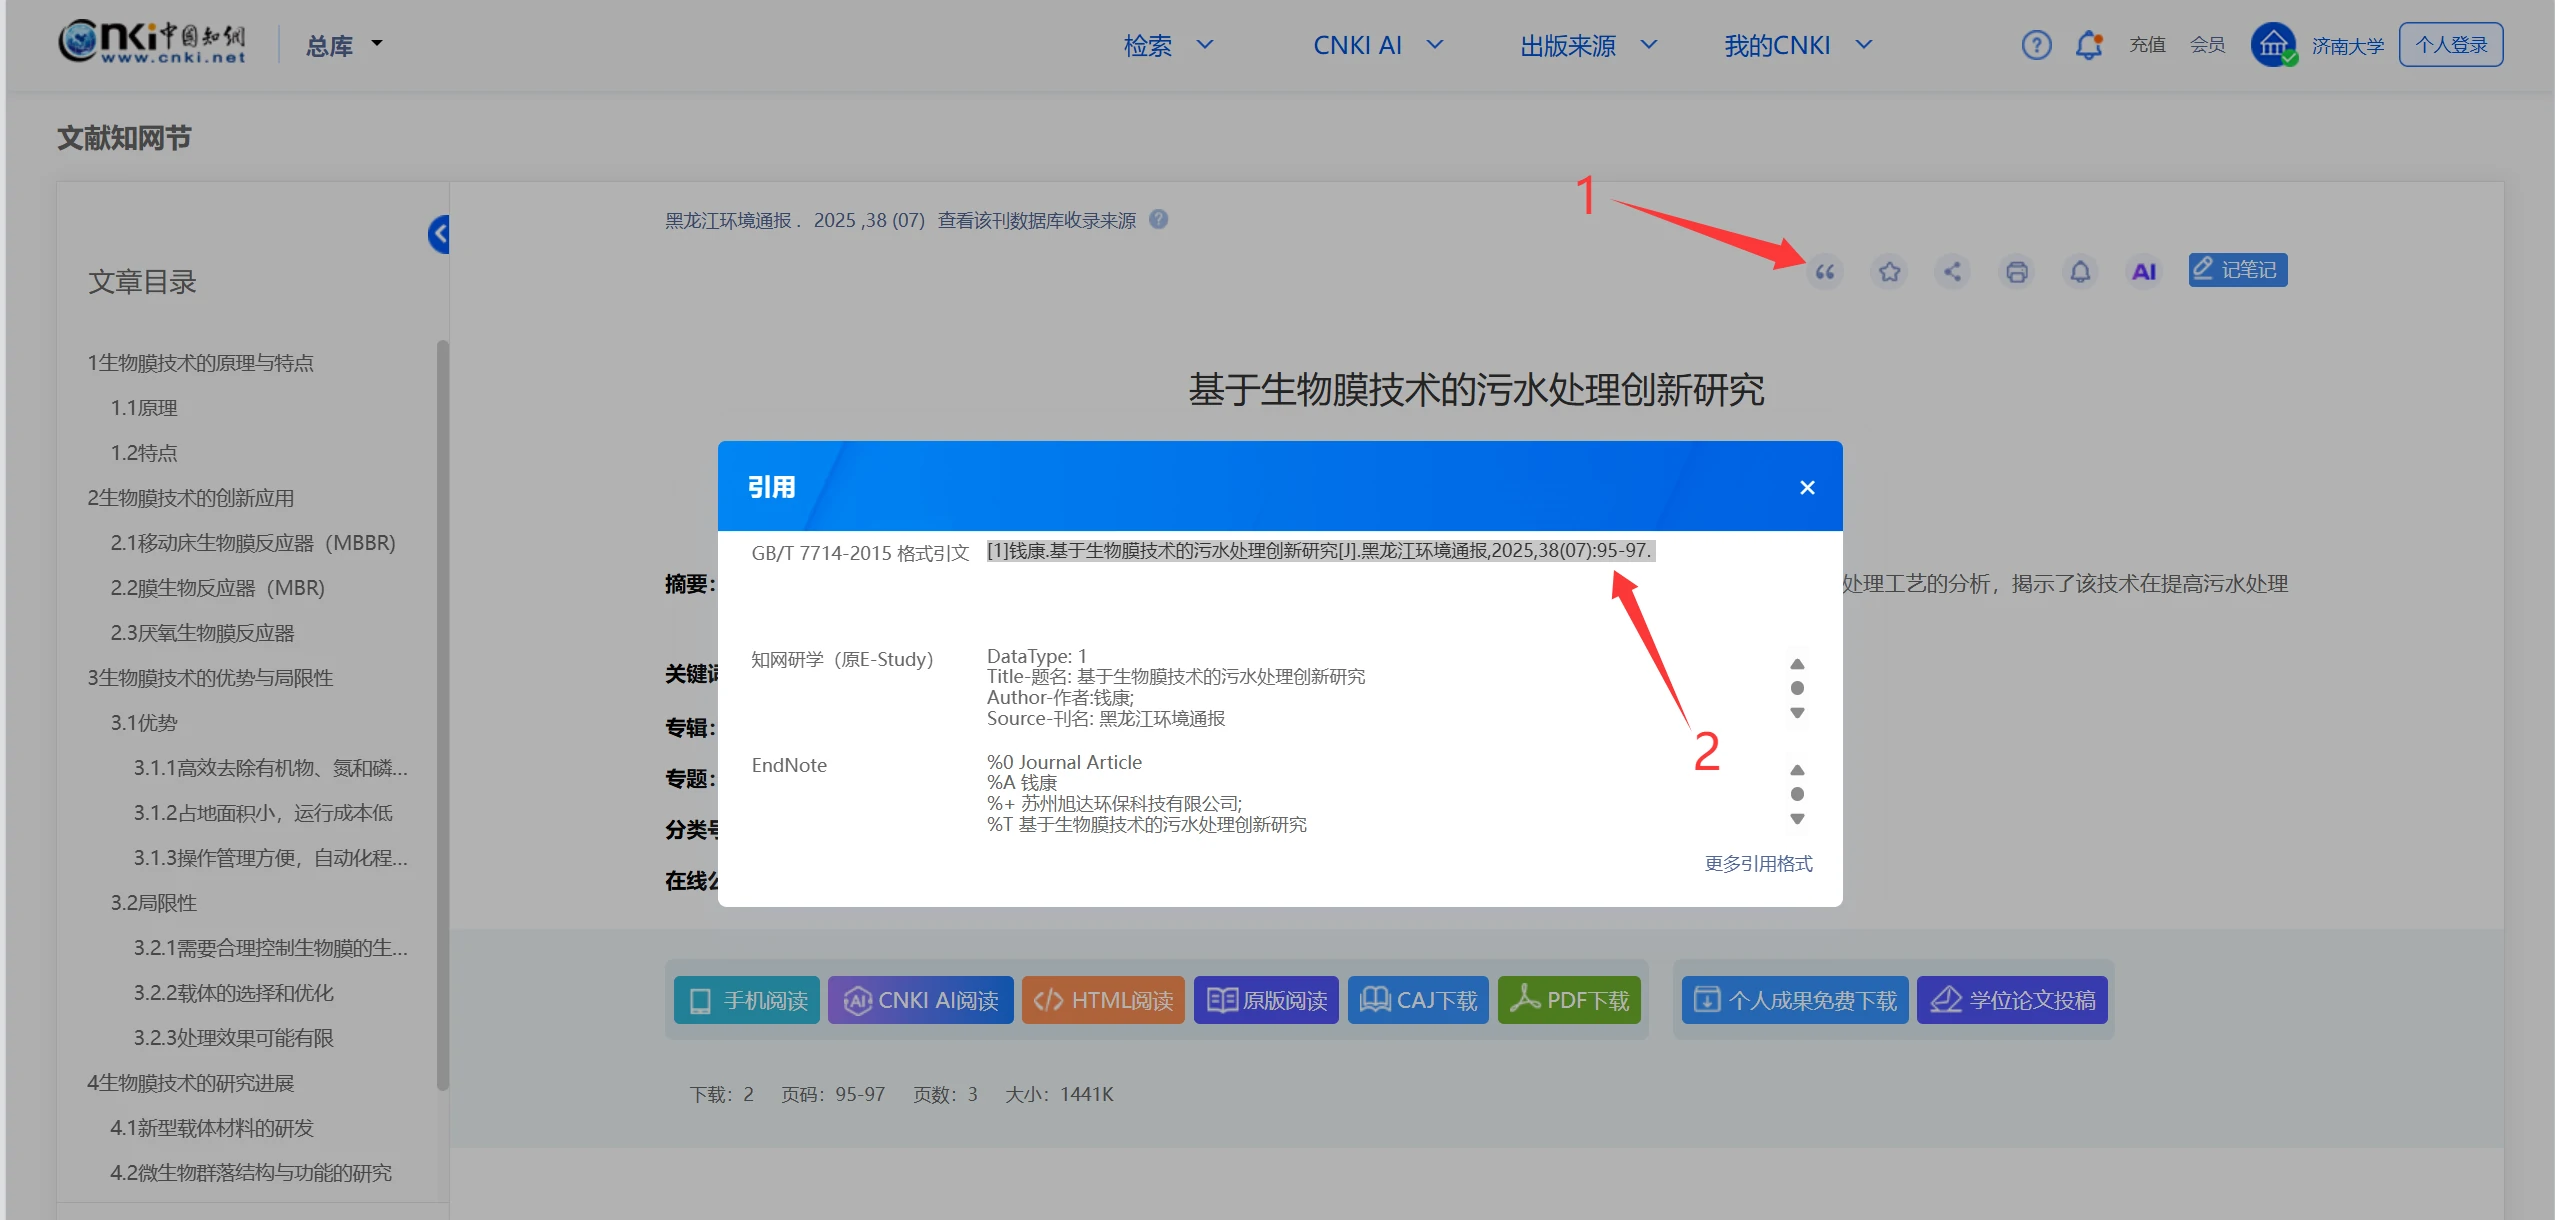 Cnki中国知网
www.cnki.net
总库
检索
CNKI AI
出版来源
我的CNKI
充值
会员
济南大学
个人登录
文献知网节
文章目录
1生物膜技术的原理与特点
1.1原理
1.2特点
2生物膜技术的创新应用
2.1移动床生物膜反应器（MBBR）
2.2膜生物反应器（MBR）
2.3厌氧生物膜反应器
3生物膜技术的优势与局限性
3.1优势
3.1.1高效去除有机物、氮和磷...
3.1.2占地面积小，运行成本低
3.1.3操作管理方便，自动化程...
3.2局限性
3.2.1需要合理控制生物膜的生...
3.2.2载体的选择和优化
3.2.3处理效果可能有限
4生物膜技术的研究进展
4.1新型载体材料的研发
4.2微生物群落结构与功能的研究
黑龙江环境通报 . 2025 ,38 (07) 查看该刊数据库收录来源 ?
1
AI
记笔记
基于生物膜技术的污水处理创新研究
引用
×
GB/T 7714-2015 格式引文
[1]钱康.基于生物膜技术的污水处理创新研究[J].黑龙江环境通报,2025,38(07):95-97.
摘要：
处理工艺的分析，揭示了该技术在提高污水处理
知网研学（原E-Study）
DataType: 1
Title-题名: 基于生物膜技术的污水处理创新研究
Author-作者:钱康;
Source-刊名: 黑龙江环境通报
2
EndNote
%0 Journal Article
%A 钱康
%+ 苏州旭达环保科技有限公司;
%T 基于生物膜技术的污水处理创新研究
更多引用格式
关键词
专辑：
专题：
分类号
在线公
手机阅读
CNKI AI阅读
HTML阅读
原版阅读
CAJ下载
PDF下载
个人成果免费下载
学位论文投稿
下载：2 页码：95-97 页数：3 大小：1441K